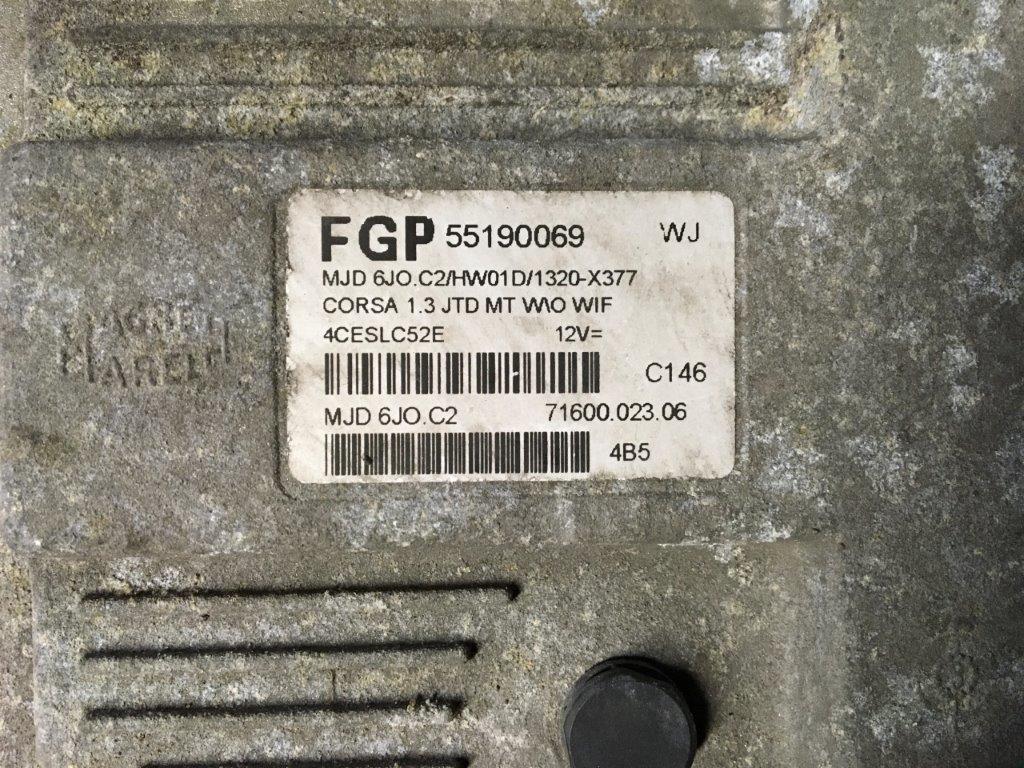 FGP 55190069 WJ
MJD 6JO.C2/HW01D/1320-X377
CORSA 1.3 JTD MT W\O WIF
4CESLC52E 12V=
C146
MJD 6JO.C2 71600.023.06
4B5
MAGNETI
MARELLI